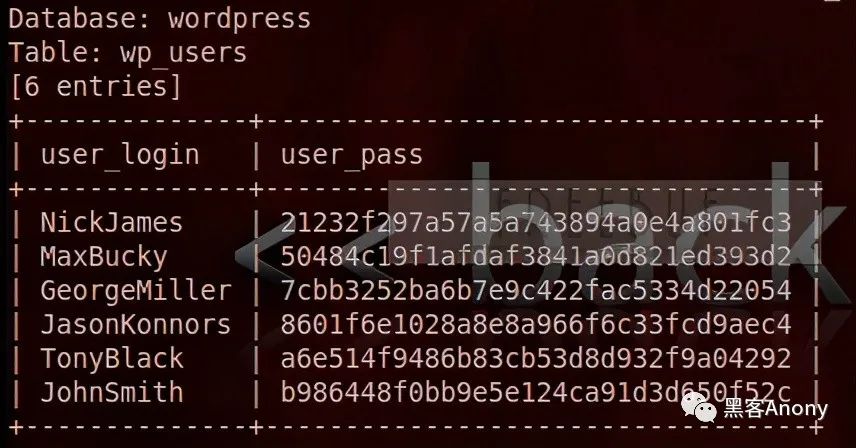 Database: wordpress
Table: wp_users
[6 entries]
+--------------+----------------------------------+
| user_login | user_pass |
+--------------+----------------------------------+
| NickJames | 21232f297a57a5a743894a0e4a801fc3 |
| MaxBucky | 50484c19f1afdaf3841a0d821ed393d2 |
| GeorgeMiller | 7cbb3252ba6b7e9c422fac5334d22054 |
| JasonKonnors | 8601f6e1028a8e8a966f6c33fcd9aec4 |
| TonyBlack | a6e514f9486b83cb53d8d932f9a04292 |
| JohnSmith | b986448f0bb9e5e124ca91d3d650f52c |
+--------------+----------------------------------+
<< back
黑客Anony